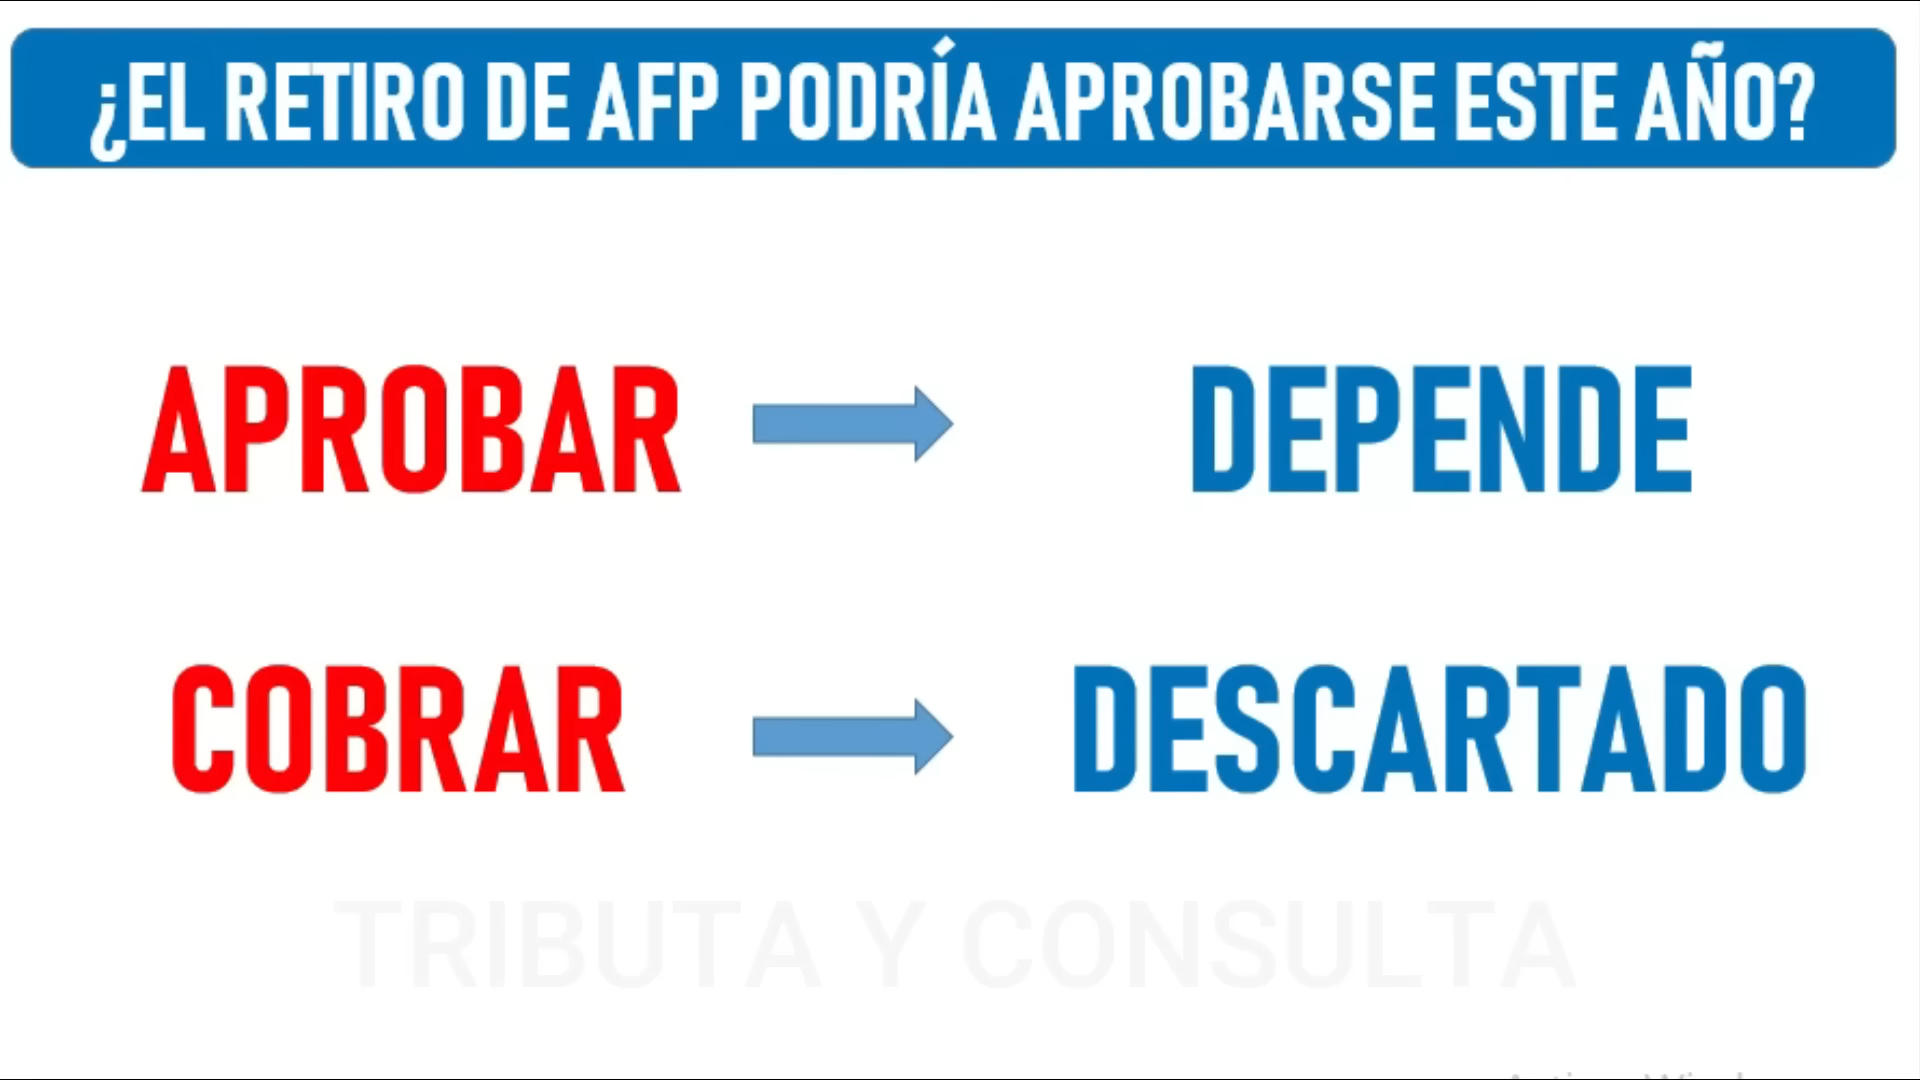 ¿EL RETIRO DE AFP PODRÍA APROBARSE ESTE AÑO?
APROBAR DEPENDE
COBRAR DESCARTADO
TRIBUTA Y CONSULTA